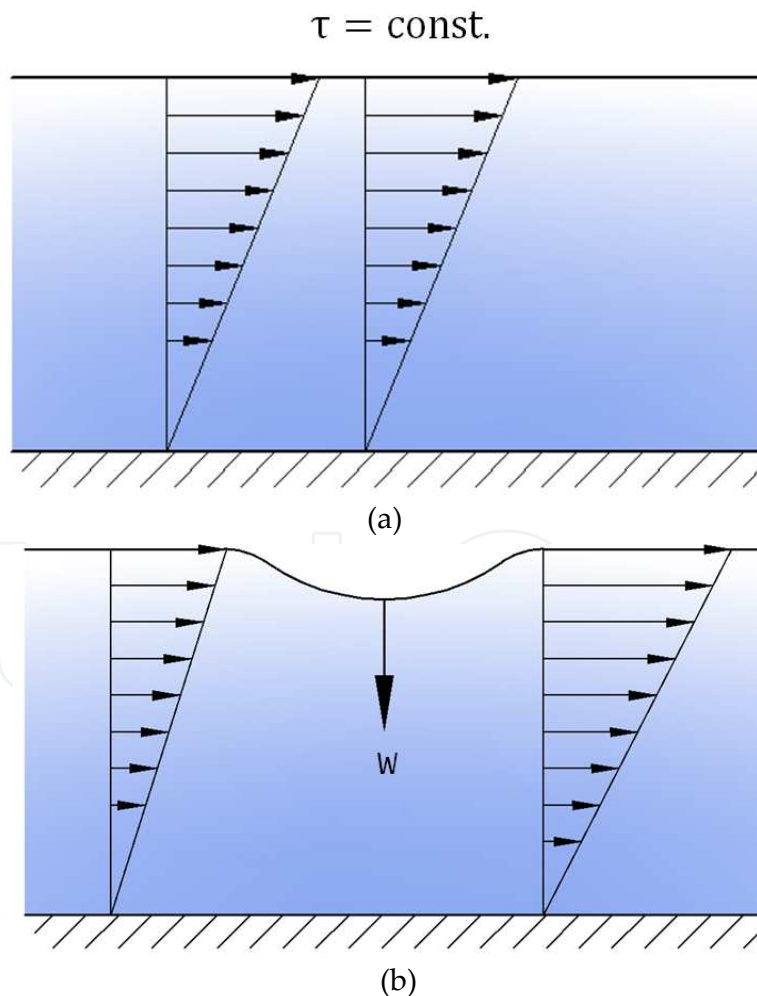 τ = const.
(a)
W
(b)